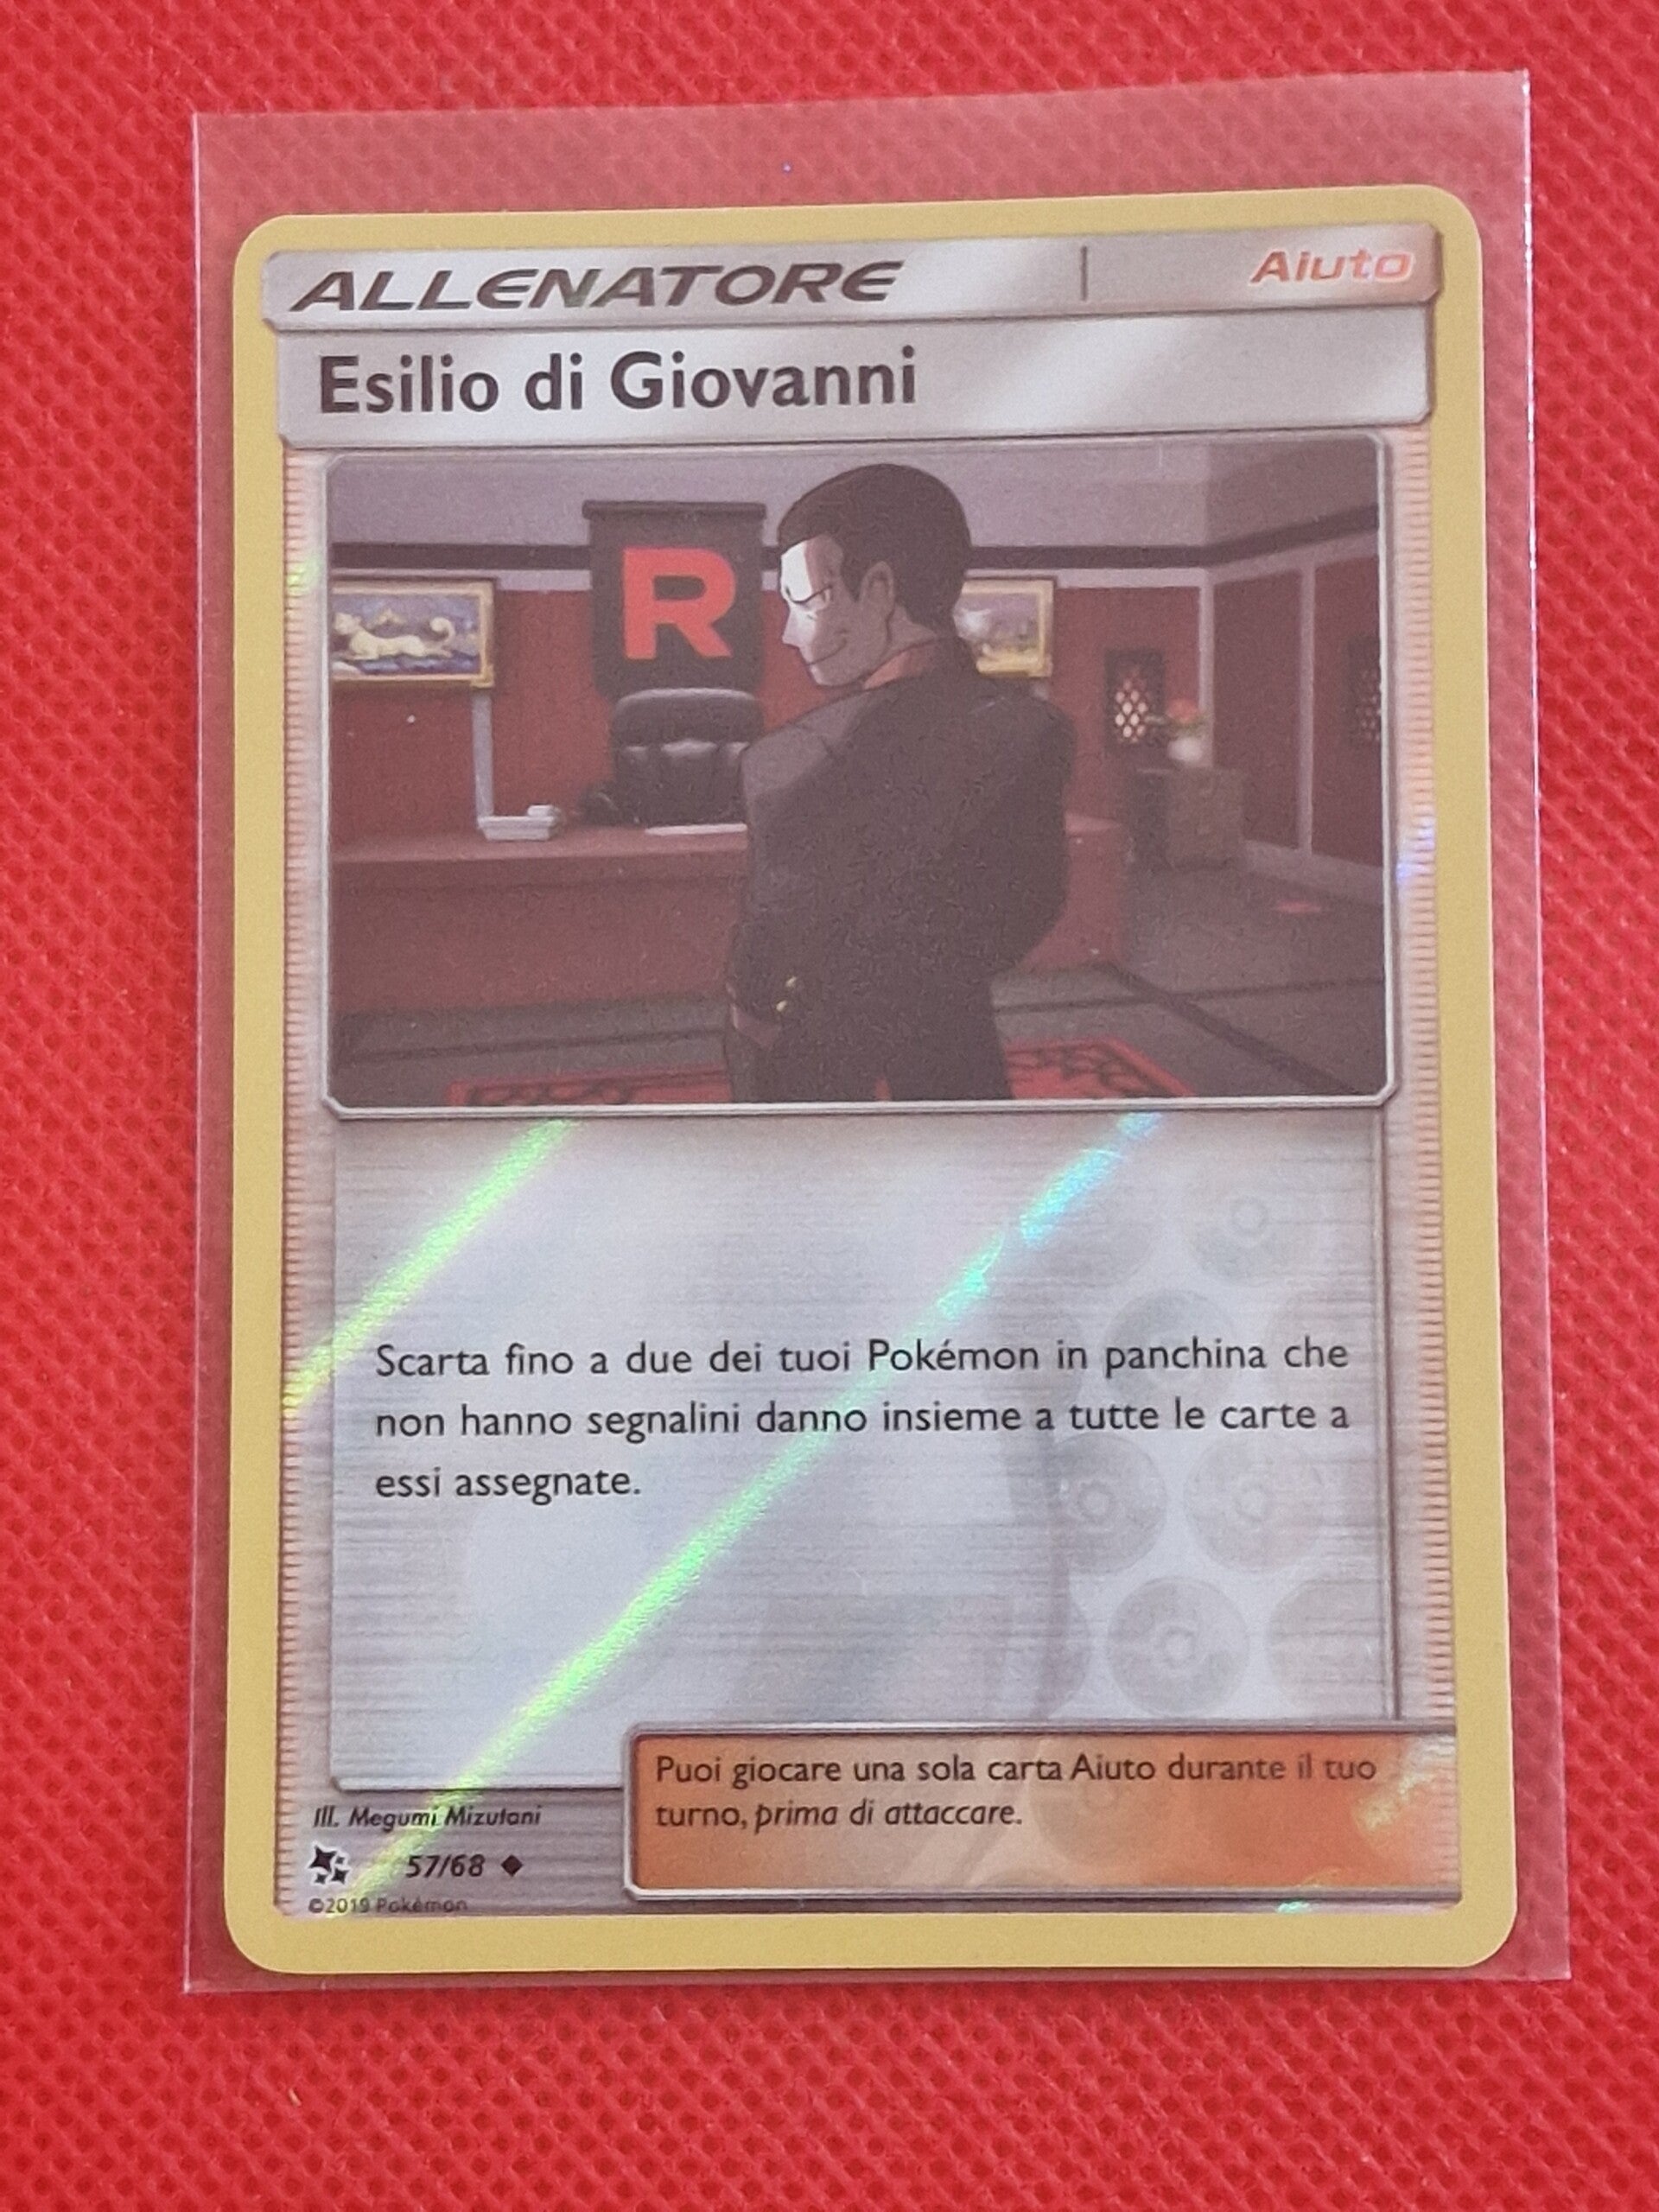 ALLENATORE
Aiuto
Esilio di Giovanni
R
Scarta fino a due dei tuoi Pokémon in panchina che
non hanno segnalini danno insieme a tutte le carte a
essi assegnate.
Puoi giocare una sola carta Aiuto durante il tuo
turno, prima di attaccare.
Ill. Megumi Mizutani
57/68
©2019 Pokémon